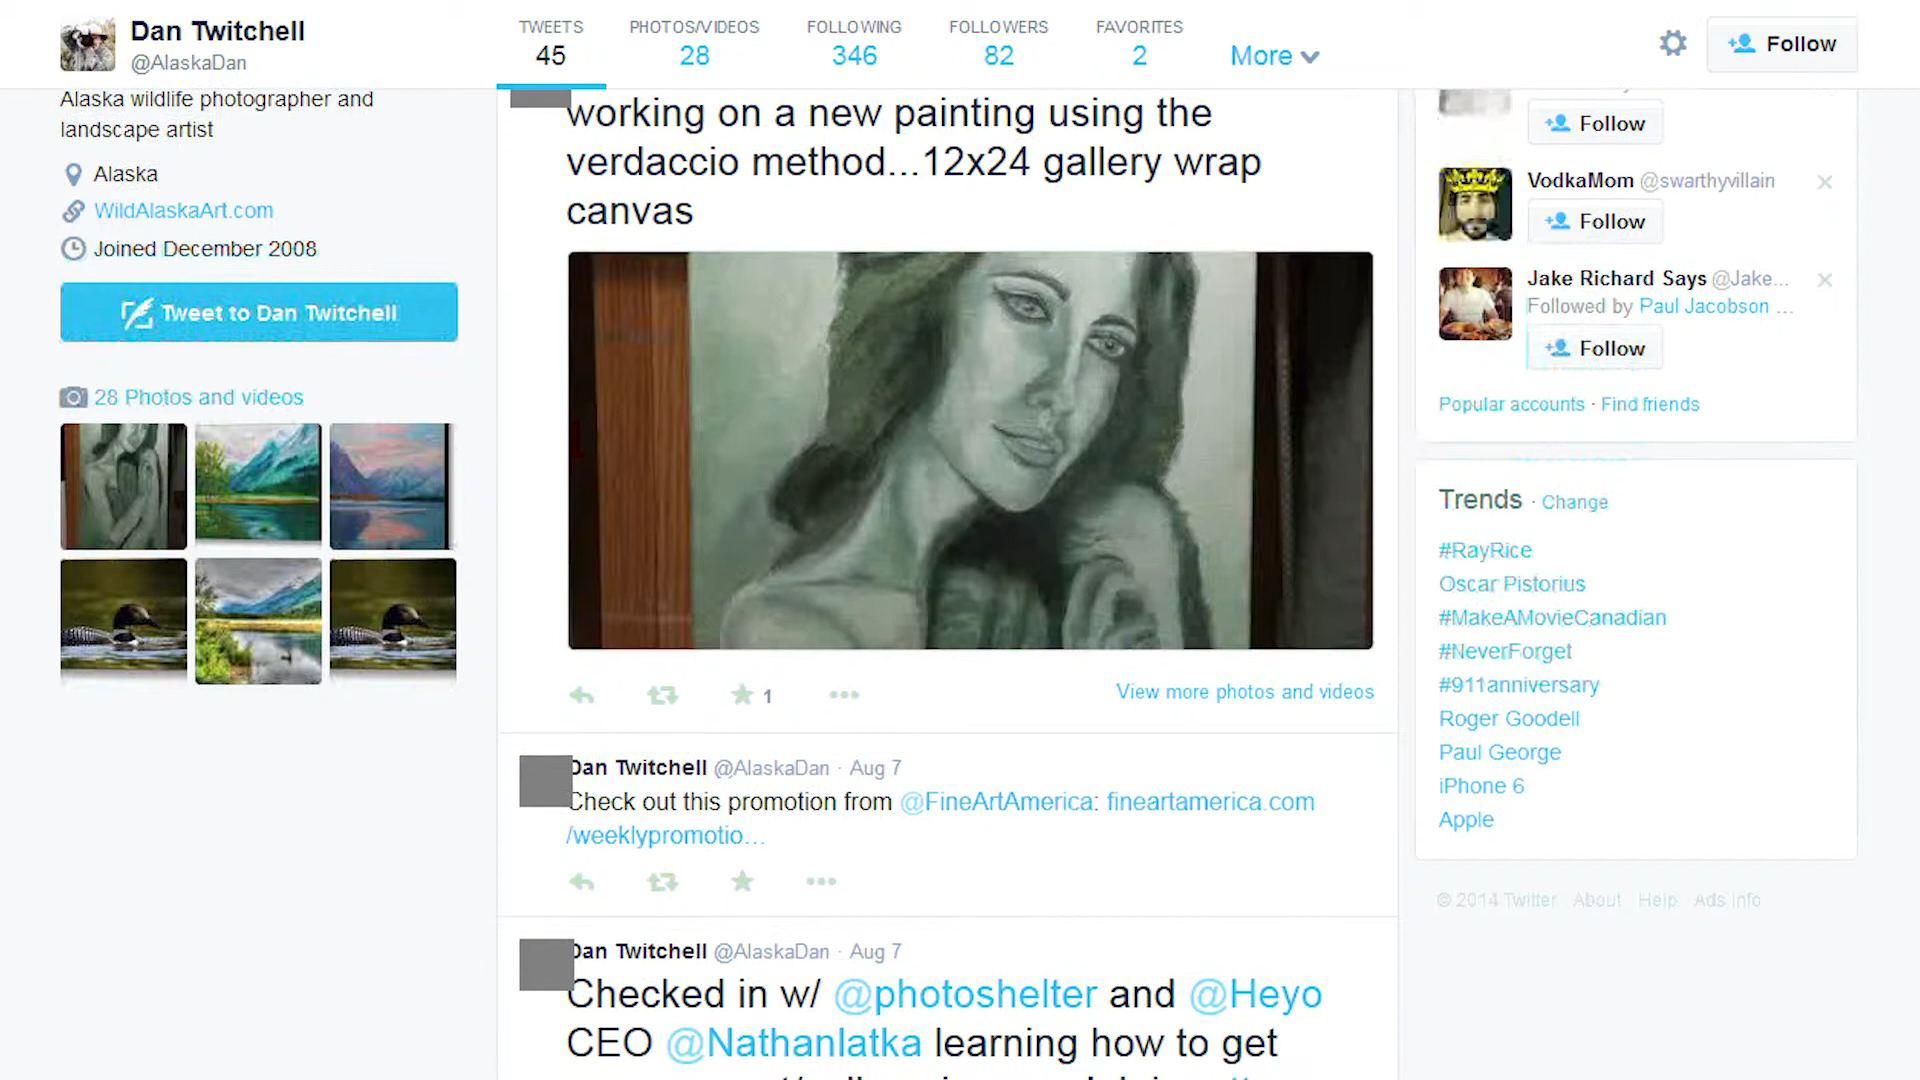 Dan Twitchell
@AlaskaDan
TWEETS
45
PHOTOS/VIDEOS
28
FOLLOWING
346
FOLLOWERS
82
FAVORITES
2
More
Follow
Alaska wildlife photographer and
landscape artist
Alaska
WildAlaskaArt.com
Joined December 2008
Tweet to Dan Twitchell
28 Photos and videos
working on a new painting using the
verdaccio method...12x24 gallery wrap
canvas
1
View more photos and videos
Dan Twitchell @AlaskaDan · Aug 7
Check out this promotion from @FineArtAmerica: fineartamerica.com
/weeklypromotio...
Dan Twitchell @AlaskaDan · Aug 7
Checked in w/ @photoshelter and @Heyo
CEO @Nathanlatka learning how to get
Follow
VodkaMom @swarthyvillain
Follow
Jake Richard Says @Jake...
Followed by Paul Jacobson ...
Follow
Popular accounts · Find friends
Trends · Change
#RayRice
Oscar Pistorius
#MakeAMovieCanadian
#NeverForget
#911anniversary
Roger Goodell
Paul George
iPhone 6
Apple
© 2014 Twitter About Help Ads info